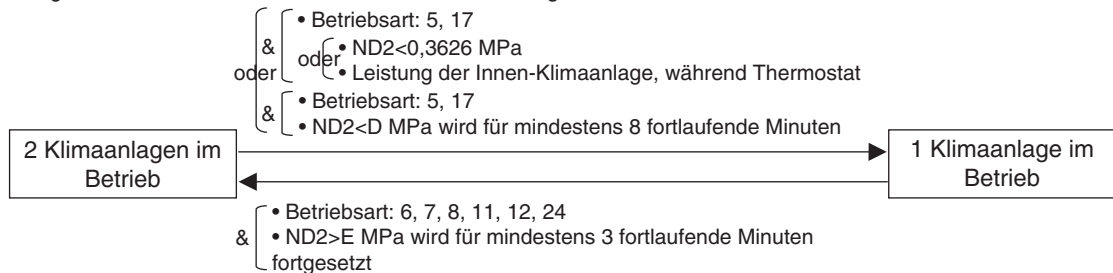 • Betriebsart: 5, 17
&
oder
• ND2<0,3626 MPa
oder
• Leistung der Innen-Klimaanlage, während Thermostat
• Betriebsart: 5, 17
&
• ND2<D MPa wird für mindestens 8 fortlaufende Minuten
2 Klimaanlagen im
Betrieb
1 Klimaanlage im
Betrieb
• Betriebsart: 6, 7, 8, 11, 12, 24
&
• ND2>E MPa wird für mindestens 3 fortlaufende Minuten
fortgesetzt